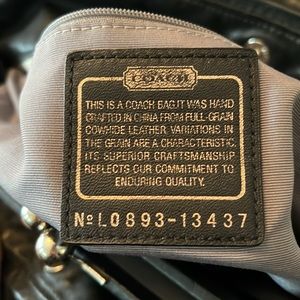 COACH
THIS IS A COACH BAG.IT WAS HAND
CRAFTED IN CHINA FROM FULL-GRAIN
COWHIDE LEATHER. VARIATIONS IN
THE GRAIN ARE A CHARACTERISTIC.
ITS SUPERIOR CRAFTSMANSHIP
REFLECTS OUR COMMITMENT TO
ENDURING QUALITY.
Nº L0893-13437